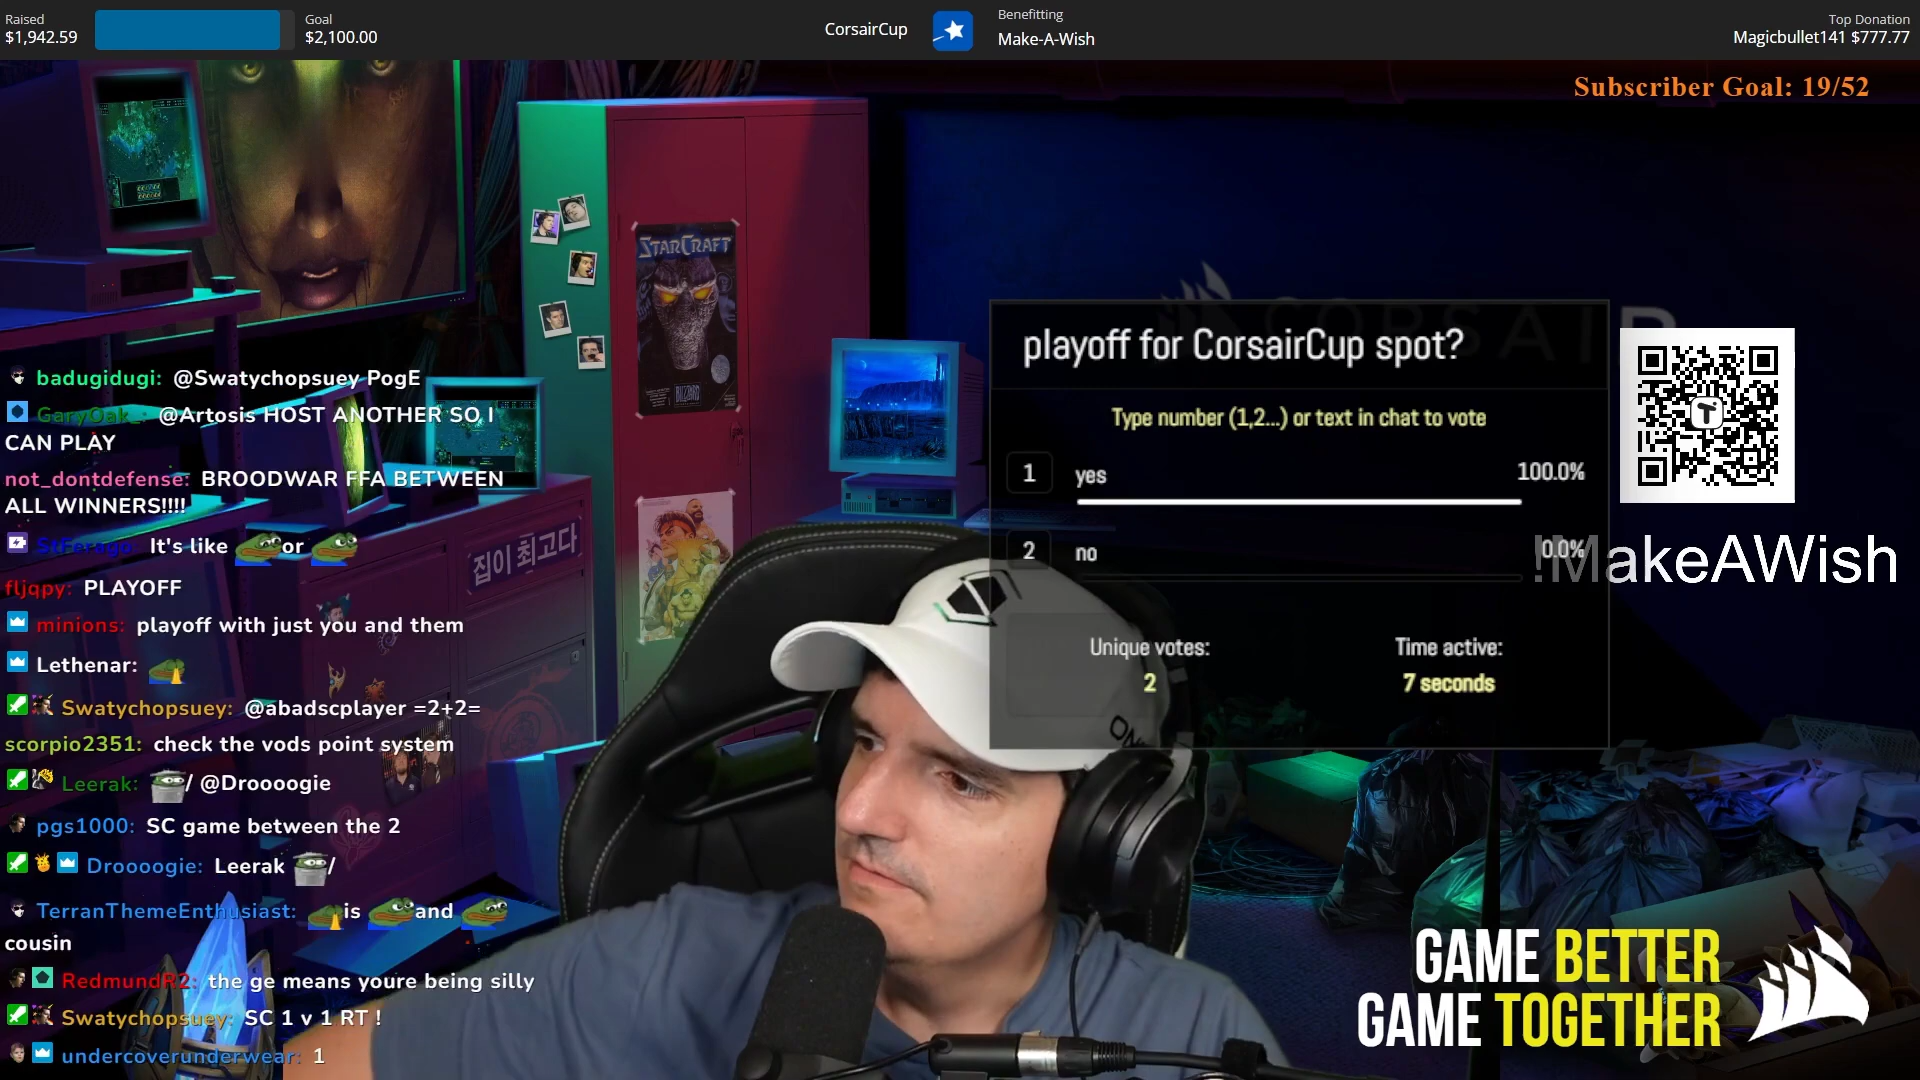 Raised
$1,942.59
Goal
$2,100.00
CorsairCup
Benefitting
Make-A-Wish
Top Donation
Magicbullet141 $777.77
Subscriber Goal: 19/52
STARCRAFT
BLIZZARD
집이 최고다
CORSAIR
playoff for CorsairCup spot?
Type number (1,2...) or text in chat to vote
1 yes 100.0%
2 no 0.0%
Unique votes:
2
Time active:
7 seconds
!MakeAWish
badugidugi: @Swatychopsuey PogE
GaryOak_: @Artosis HOST ANOTHER SO I
CAN PLAY
not_dontdefense: BROODWAR FFA BETWEEN
ALL WINNERS!!!!
StFerago: It's like or
fljqpy: PLAYOFF
minions: playoff with just you and them
Lethenar:
Swatychopsuey: @abadscplayer =2+2=
scorpio2351: check the vods point system
Leerak: / @Droooogie
pgs1000: SC game between the 2
Droooogie: Leerak /
TerranThemeEnthusiast: is and
cousin
RedmundR2: the ge means youre being silly
Swatychopsuey: SC 1 v 1 RT !
undercoverunderwear: 1
GAME BETTER
GAME TOGETHER